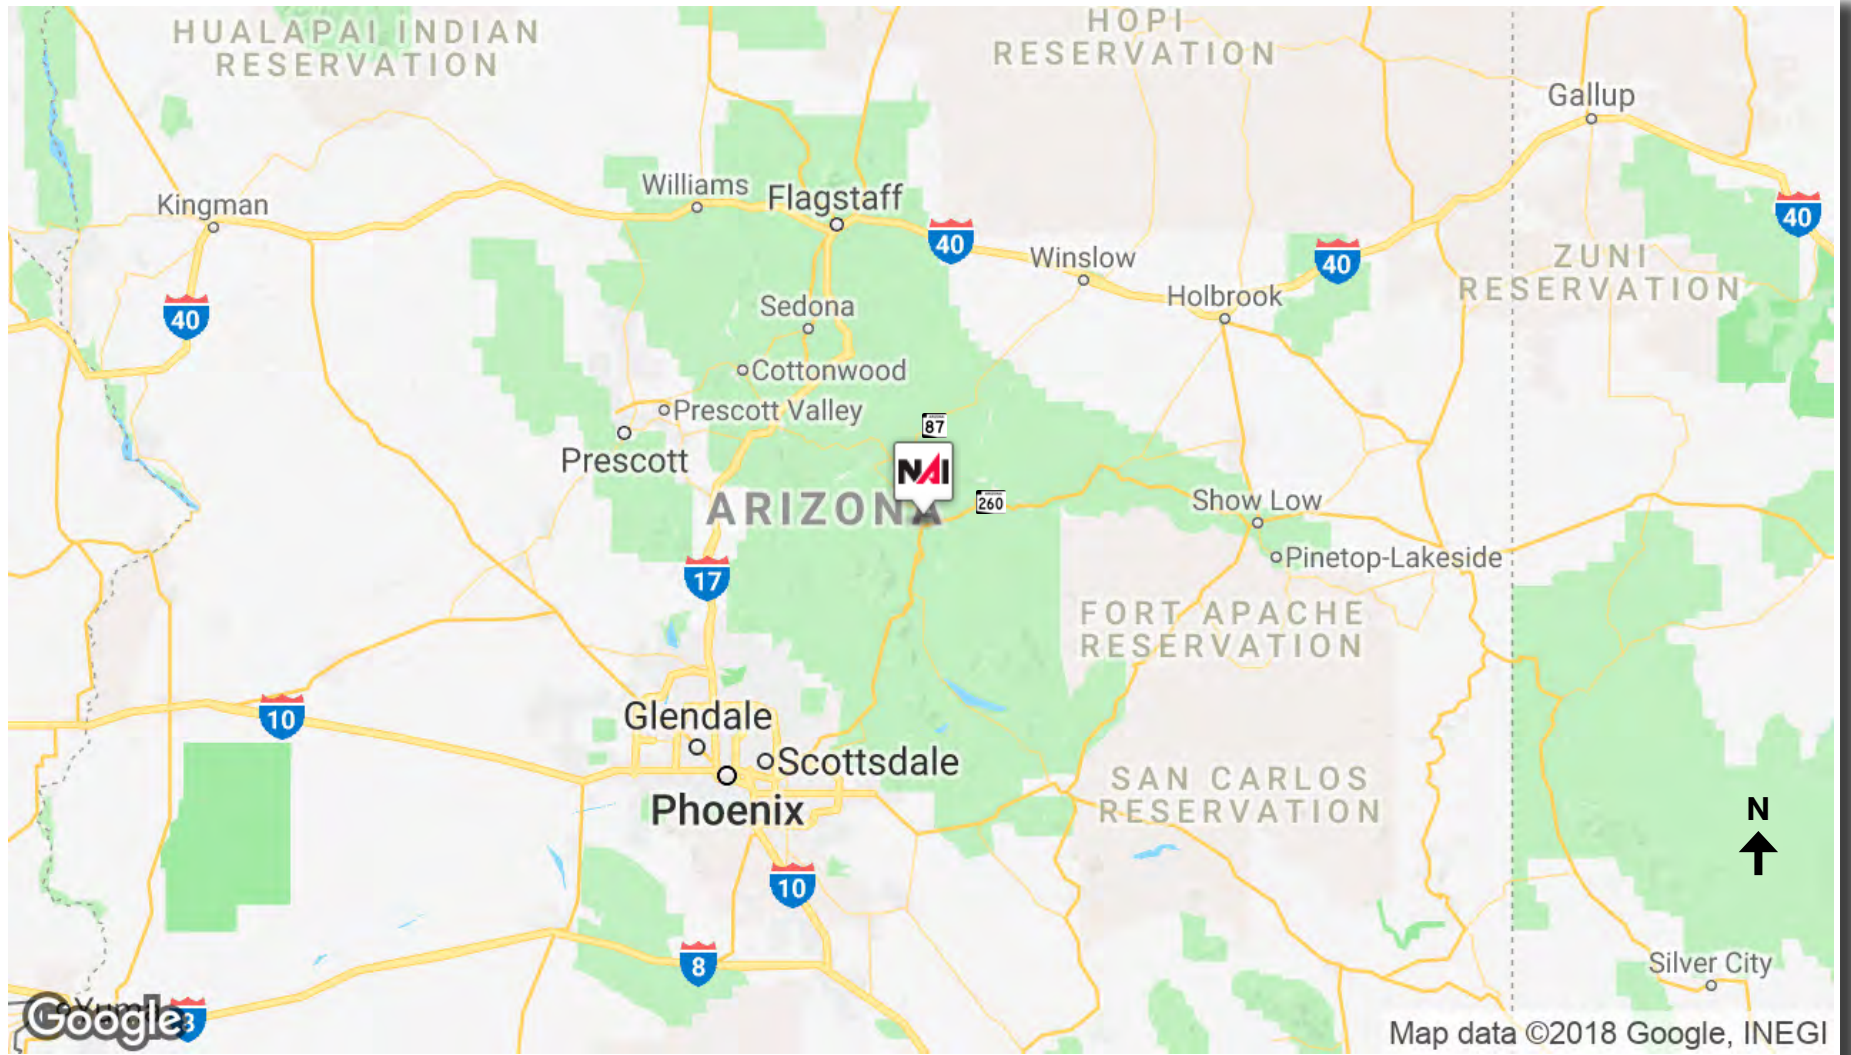 HUALAPAI INDIAN
RESERVATION
HOPI
RESERVATION
Gallup
Williams
Flagstaff
Kingman
40
40
40
40
Winslow
ZUNI
RESERVATION
Holbrook
Sedona
Cottonwood
Prescott Valley
87
Prescott
NAI
ARIZONA
260
Show Low
Pinetop-Lakeside
17
FORT APACHE
RESERVATION
10
Glendale
Scottsdale
Phoenix
SAN CARLOS
RESERVATION
N
10
8
Silver City
Yuma
8
Google
Map data ©2018 Google, INEGI